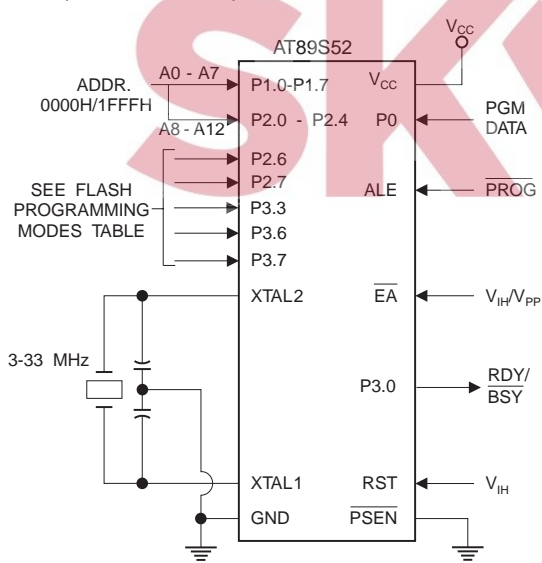 AT89S52
VCC
A0 - A7
ADDR.
0000H/1FFFH
A8 - A12
P1.0-P1.7
P2.0 - P2.4
P2.6
P2.7
P3.3
P3.6
P3.7
SEE FLASH
PROGRAMMING
MODES TABLE
XTAL2
3-33 MHz
XTAL1
GND
VCC
P0
PGM
DATA
ALE
PROG
EA
VIH/VPP
P3.0
RDY/
BSY
RST
VIH
PSEN